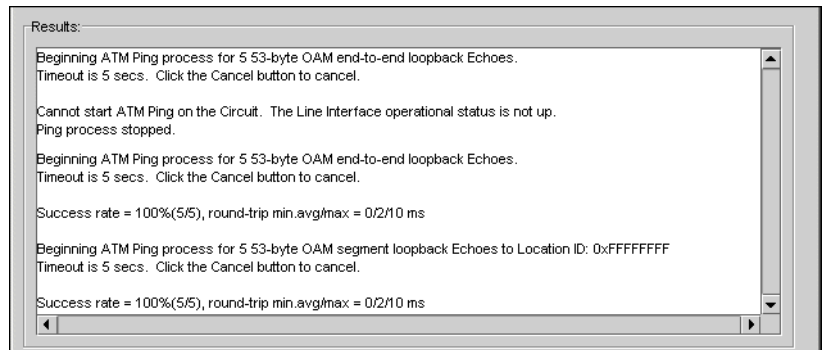 Results:
Beginning ATM Ping process for 5 53-byte OAM end-to-end loopback Echoes.
Timeout is 5 secs. Click the Cancel button to cancel.
Cannot start ATM Ping on the Circuit. The Line Interface operational status is not up.
Ping process stopped.
Beginning ATM Ping process for 5 53-byte OAM end-to-end loopback Echoes.
Timeout is 5 secs. Click the Cancel button to cancel.
Success rate = 100%(5/5), round-trip min.avg/max = 0/2/10 ms
Beginning ATM Ping process for 5 53-byte OAM segment loopback Echoes to Location ID: 0xFFFFFFFF
Timeout is 5 secs. Click the Cancel button to cancel.
Success rate = 100%(5/5), round-trip min.avg/max = 0/2/10 ms